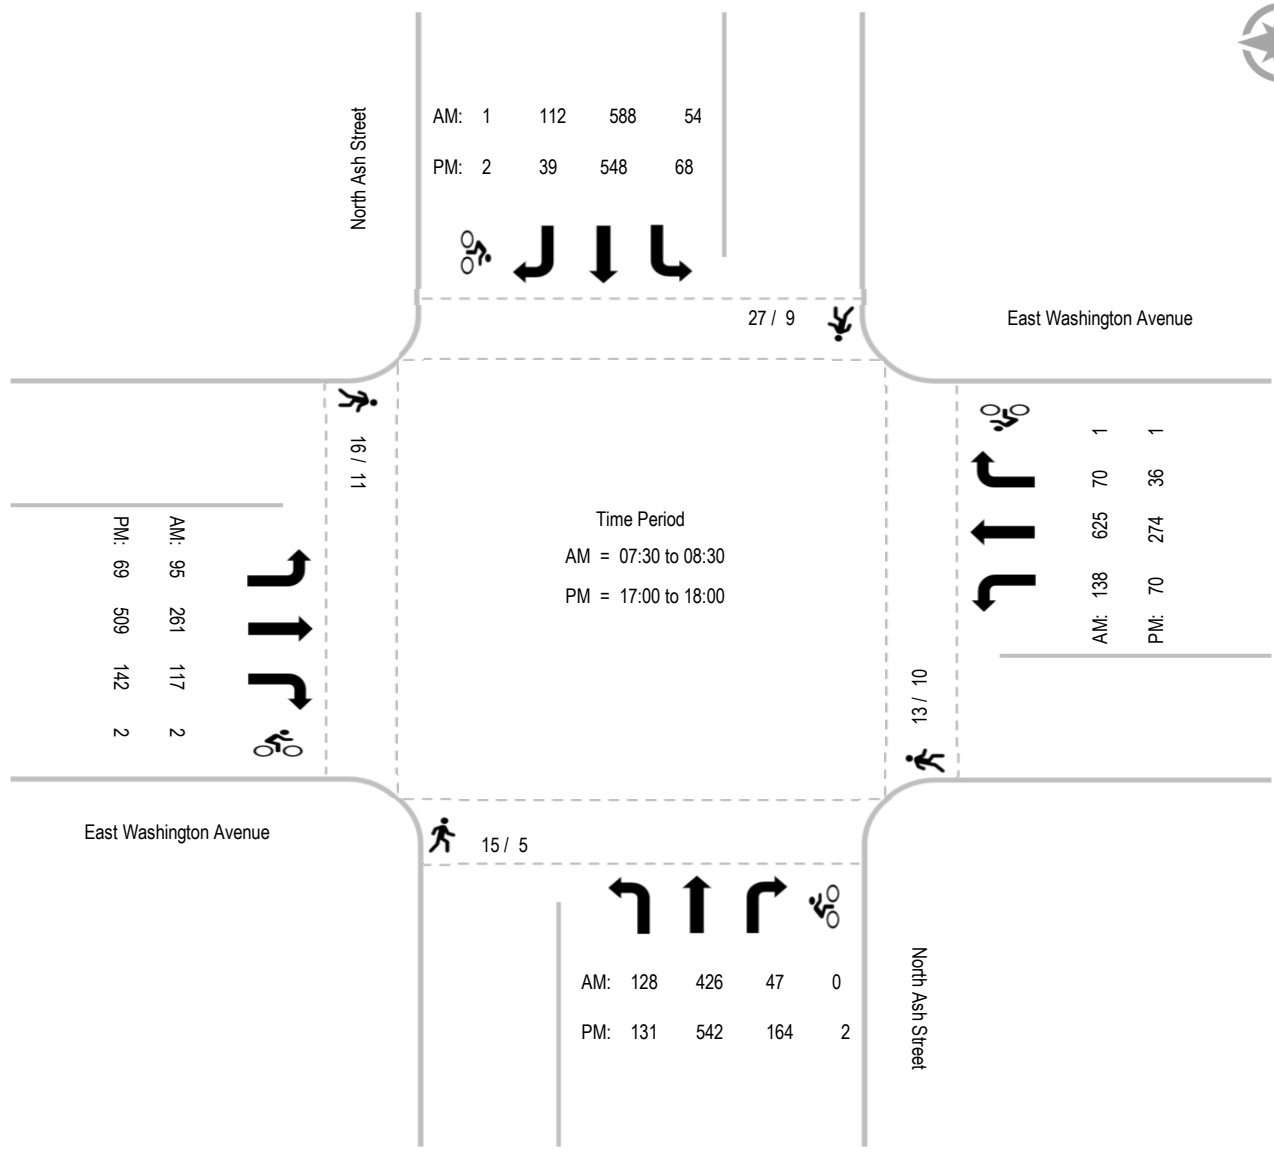 North Ash Street
AM: 1 112 588 54
PM: 2 39 548 68
27 / 9
East Washington Avenue
16 / 11
AM: 95 261 117 2
PM: 69 509 142 2
Time Period
AM = 07:30 to 08:30
PM = 17:00 to 18:00
AM: 138 625 70 1
PM: 70 274 36 1
13 / 10
East Washington Avenue
15 / 5
AM: 128 426 47 0
PM: 131 542 164 2
North Ash Street